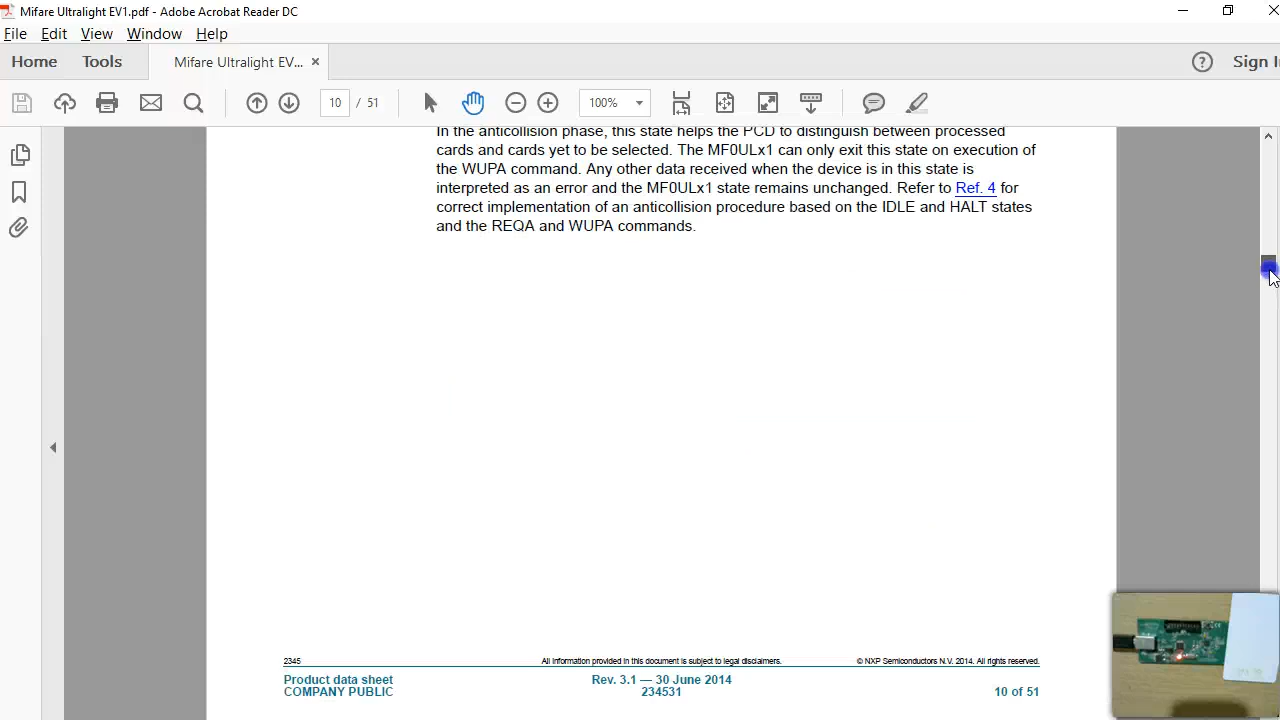 Mifare Ultralight EV1.pdf - Adobe Acrobat Reader DC
File Edit View Window Help
Home Tools Mifare Ultralight EV... × ? Sign I
10 / 51 100%
In the anticollision phase, this state helps the PCD to distinguish between processed
cards and cards yet to be selected. The MF0ULx1 can only exit this state on execution of
the WUPA command. Any other data received when the device is in this state is
interpreted as an error and the MF0ULx1 state remains unchanged. Refer to Ref. 4 for
correct implementation of an anticollision procedure based on the IDLE and HALT states
and the REQA and WUPA commands.
2345 All information provided in this document is subject to legal disclaimers. © NXP Semiconductors N.V. 2014. All rights reserved.
Product data sheet Rev. 3.1 — 30 June 2014
COMPANY PUBLIC 234531 10 of 51